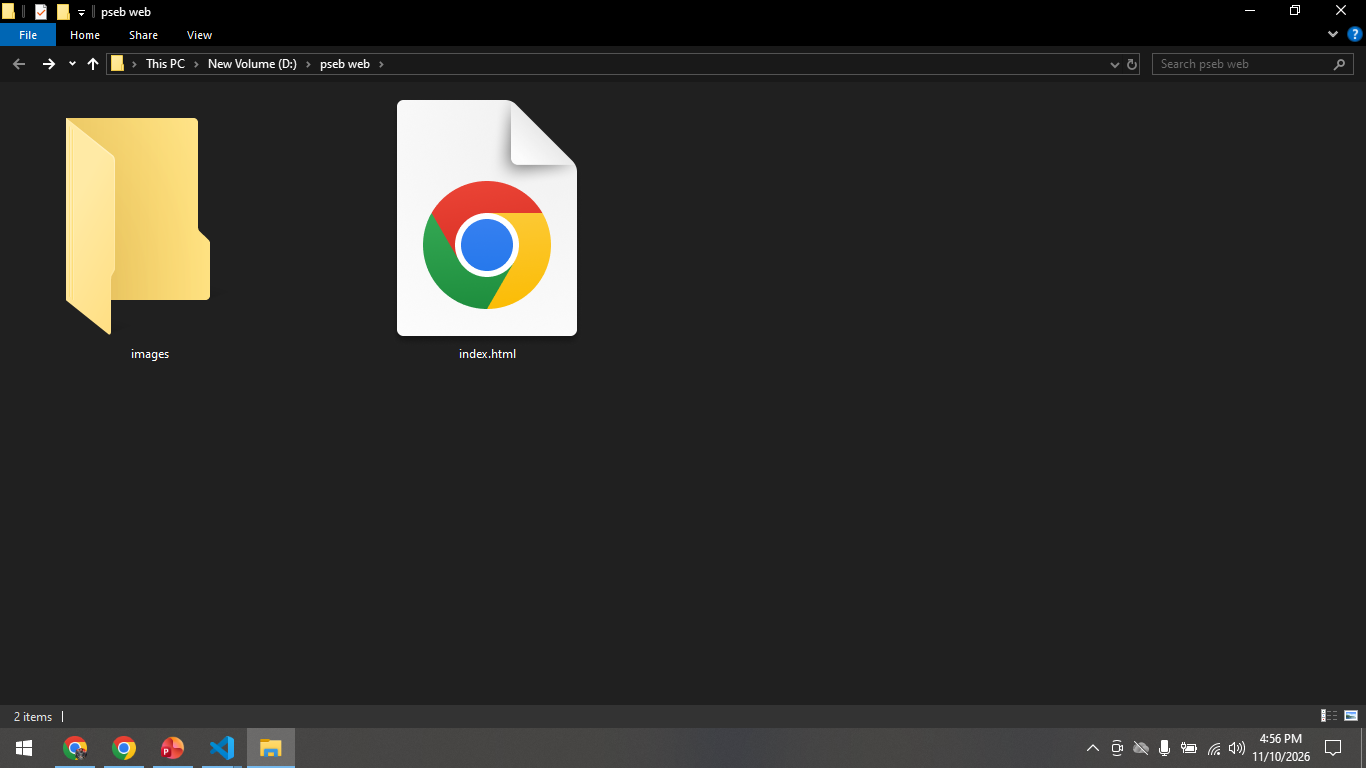 pseb web
File Home Share View
This PC New Volume (D:) pseb web Search pseb web
images index.html
2 items
P
4:56 PM
11/10/2026